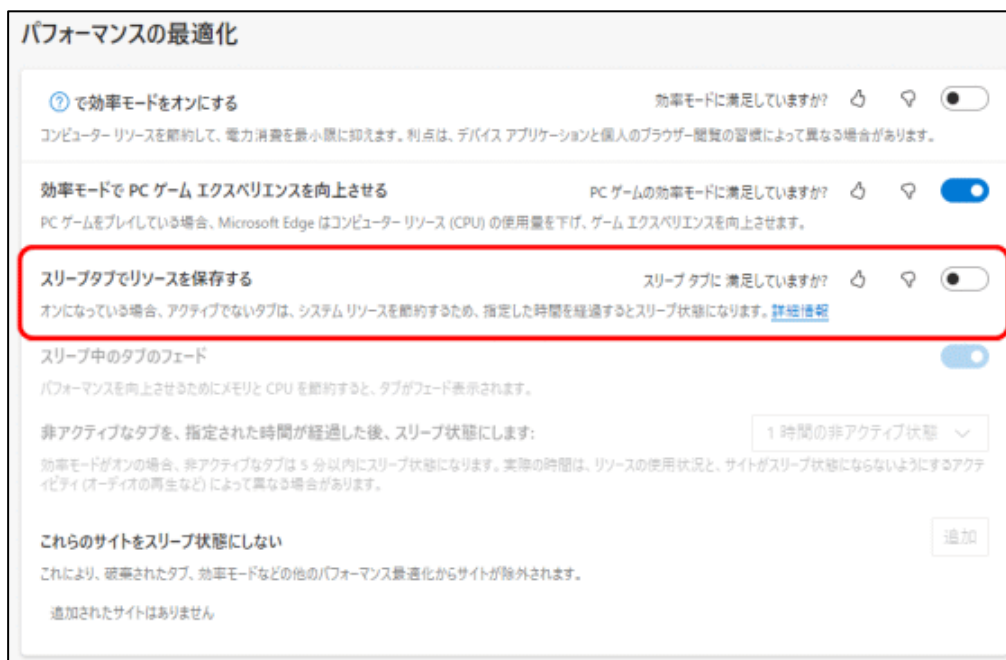 パフォーマンスの最適化
? で効率モードをオンにする
効率モードに満足していますか?
コンピューター リソースを節約して、電力消費を最小限に抑えます。利点は、デバイス アプリケーションと個人のブラウザー閲覧の習慣によって異なる場合があります。
効率モードで PC ゲーム エクスペリエンスを向上させる
PC ゲームの効率モードに満足していますか?
PC ゲームをプレイしている場合、Microsoft Edge はコンピューター リソース (CPU) の使用量を下げ、ゲーム エクスペリエンスを向上させます。
スリープタブでリソースを保存する
スリープ タブに 満足していますか?
オンになっている場合、アクティブでないタブは、システム リソースを節約するため、指定した時間を経過するとスリープ状態になります。詳細情報
スリープ中のタブのフェード
パフォーマンスを向上させるためにメモリと CPU を節約すると、タブがフェード表示されます。
非アクティブなタブを、指定された時間が経過した後、スリープ状態にします:
1 時間の非アクティブ状態
効率モードがオンの場合、非アクティブなタブは 5 分以内にスリープ状態になります。実際の時間は、リソースの使用状況と、サイトがスリープ状態にならないようにするアクテ
ィビティ (オーディオの再生など) によって異なる場合があります。
これらのサイトをスリープ状態にしない
追加
これにより、破棄されたタブ、効率モードなどの他のパフォーマンス最適化からサイトが除外されます。
追加されたサイトはありません